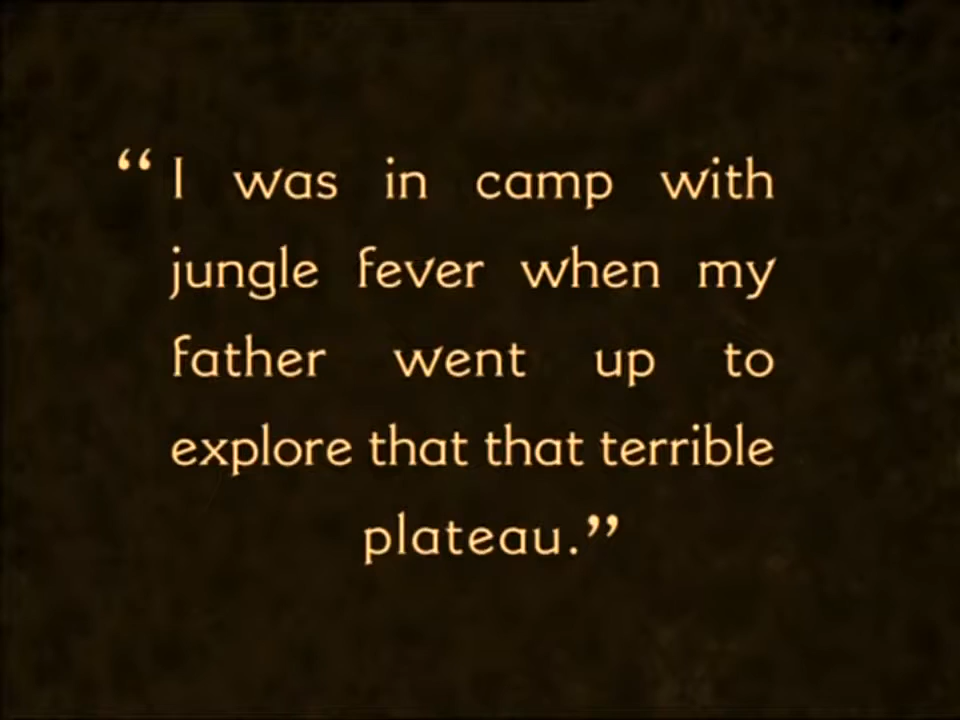 “I was in camp with
jungle fever when my
father went up to
explore that that terrible
plateau.”